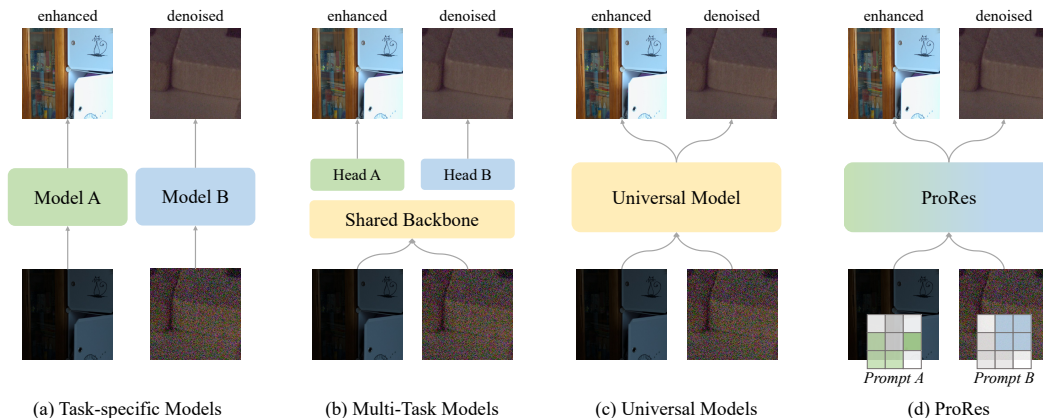 enhanced denoised enhanced denoised enhanced denoised enhanced denoised
Model A Model B
Head A Head B
Shared Backbone
Universal Model
ProRes
Prompt A Prompt B
(a) Task-specific Models (b) Multi-Task Models (c) Universal Models (d) ProRes